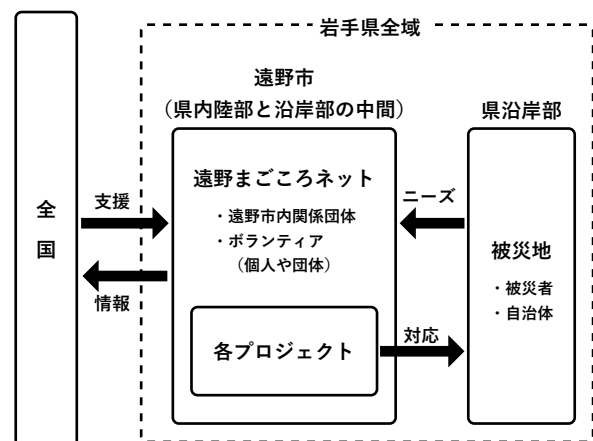 岩手県全域
遠野市
（県内陸部と沿岸部の中間）
県沿岸部
全国
支援
情報
遠野まごころネット
・遠野市内関係団体
・ボランティア
（個人や団体）
各プロジェクト
ニーズ
対応
被災地
・被災者
・自治体